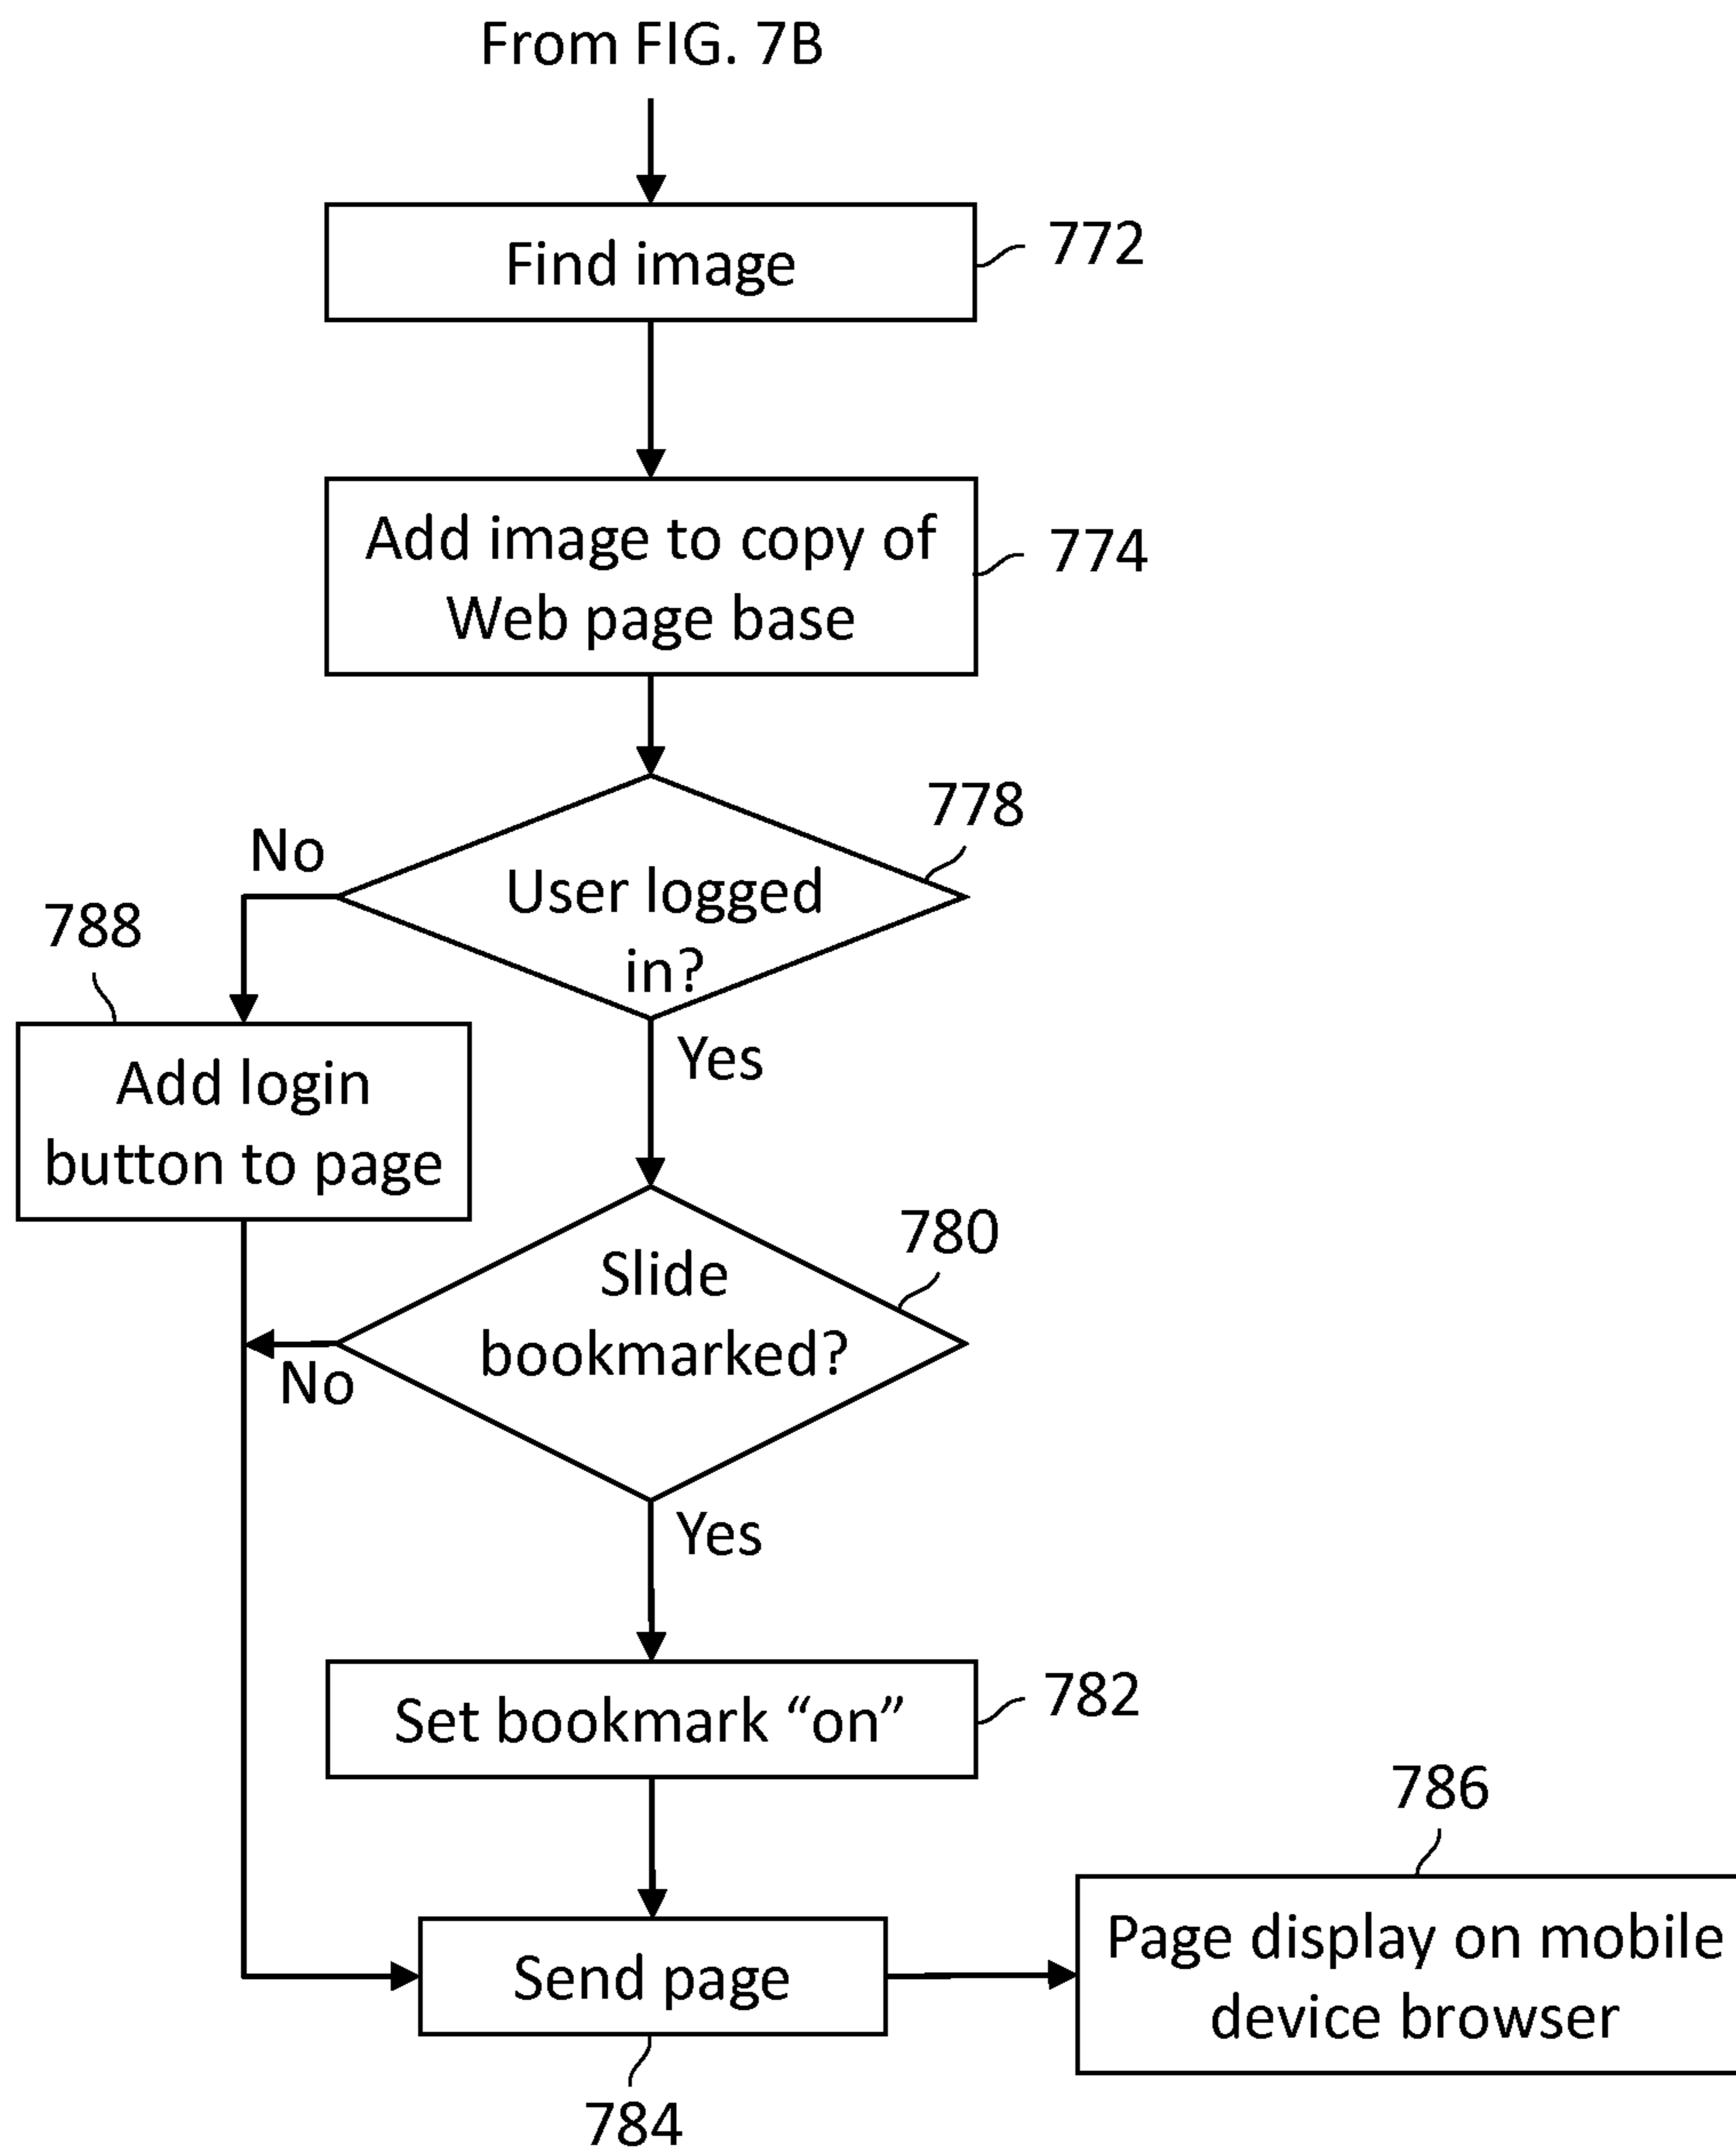 From FIG. 7B
Find image
772
Add image to copy of
Web page base
774
778
No
User logged
in?
788
Yes
Add login
button to page
780
Slide
bookmarked?
No
Yes
Set bookmark “on”
782
786
Send page
Page display on mobile
device browser
784